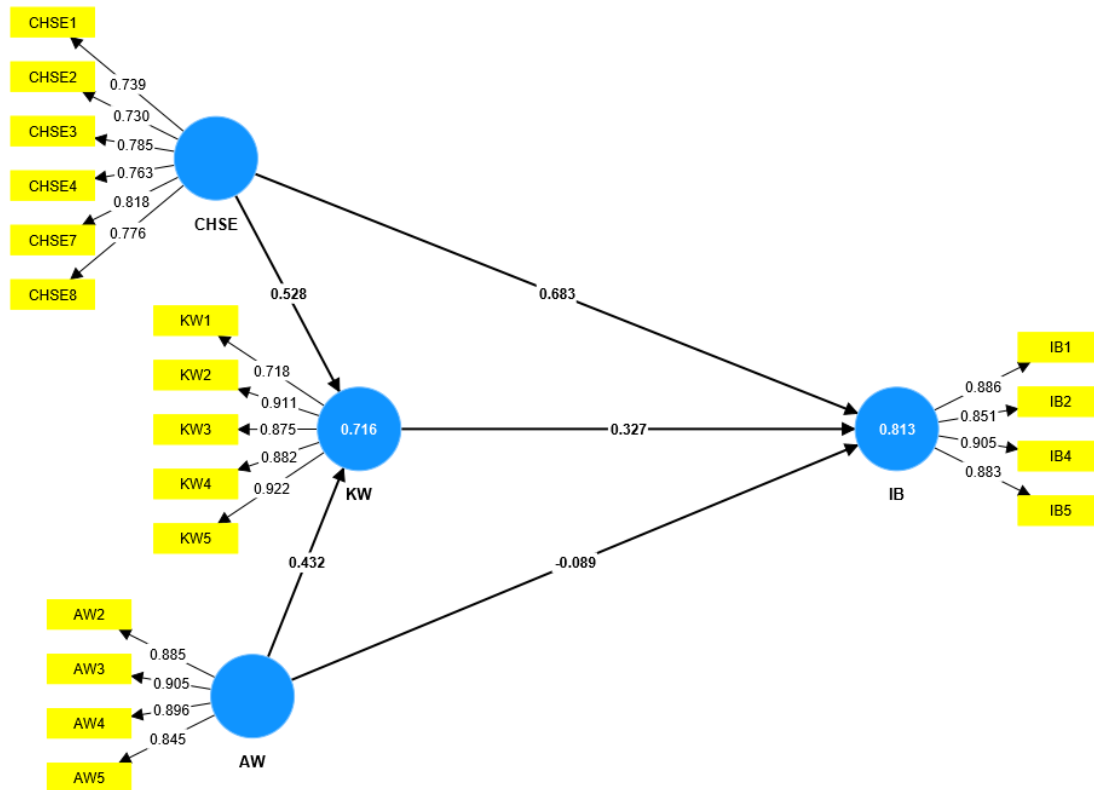 CHSE1
CHSE2
CHSE3
CHSE4
CHSE7
CHSE8
0.739
0.730
0.785
0.763
0.818
0.776
CHSE
0.528
0.683
KW1
KW2
KW3
KW4
KW5
0.718
0.911
0.875
0.882
0.922
0.716
KW
0.327
0.813
IB
0.886
0.851
0.905
0.883
IB1
IB2
IB4
IB5
0.432
-0.089
AW2
AW3
AW4
AW5
0.885
0.905
0.896
0.845
AW